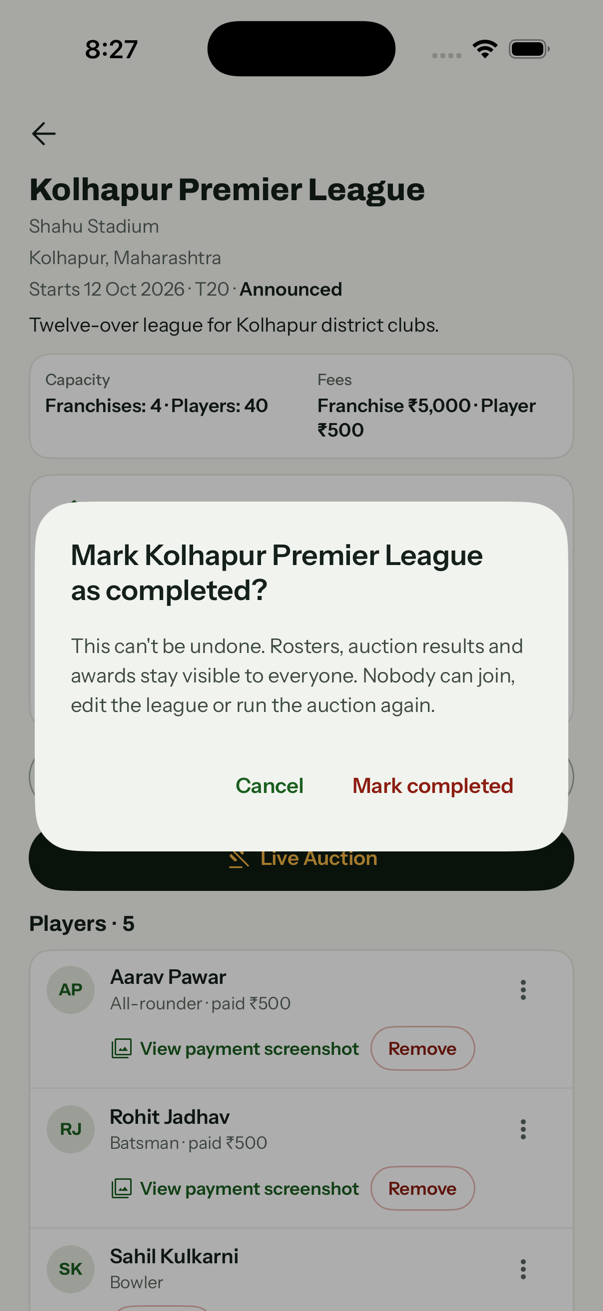 8:27
Kolhapur Premier League
Shahu Stadium
Kolhapur, Maharashtra
Starts 12 Oct 2026 · T20 · Announced
Twelve-over league for Kolhapur district clubs.
Capacity
Franchises: 4 · Players: 40
Fees
Franchise ₹5,000 · Player
₹500
Mark Kolhapur Premier League
as completed?
This can't be undone. Rosters, auction results and
awards stay visible to everyone. Nobody can join,
edit the league or run the auction again.
Cancel
Mark completed
Live Auction
Players · 5
AP
Aarav Pawar
All-rounder · paid ₹500
View payment screenshot
Remove
RJ
Rohit Jadhav
Batsman · paid ₹500
View payment screenshot
Remove
SK
Sahil Kulkarni
Bowler